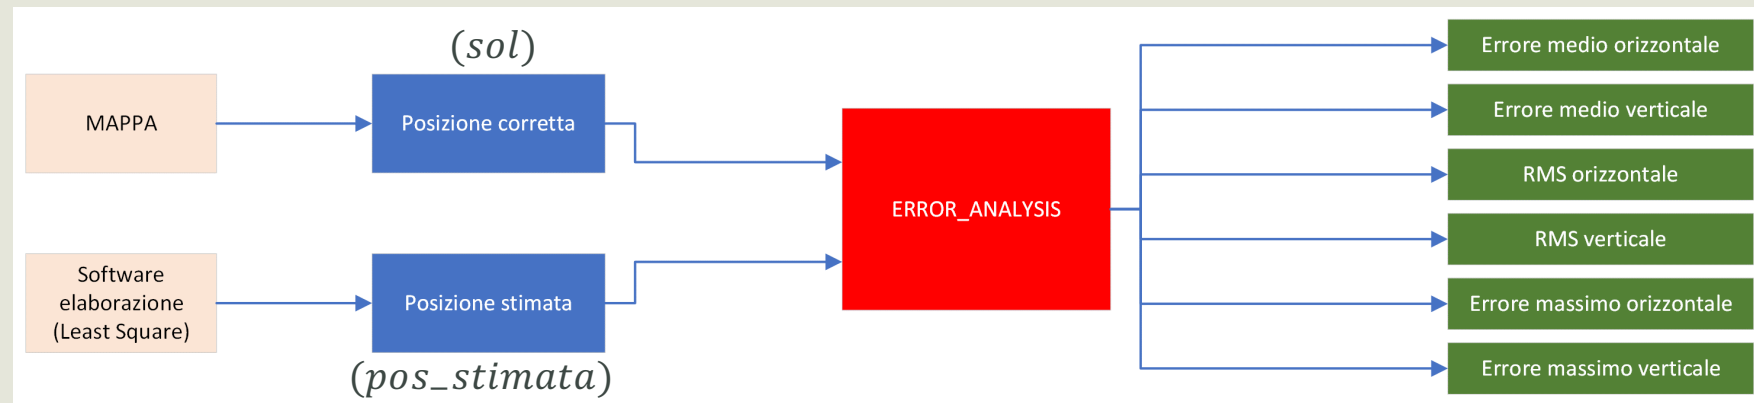 (sol)
MAPPA
Posizione corretta
Software
elaborazione
(Least Square)
Posizione stimata
(pos_stimata)
ERROR_ANALYSIS
Errore medio orizzontale
Errore medio verticale
RMS orizzontale
RMS verticale
Errore massimo orizzontale
Errore massimo verticale